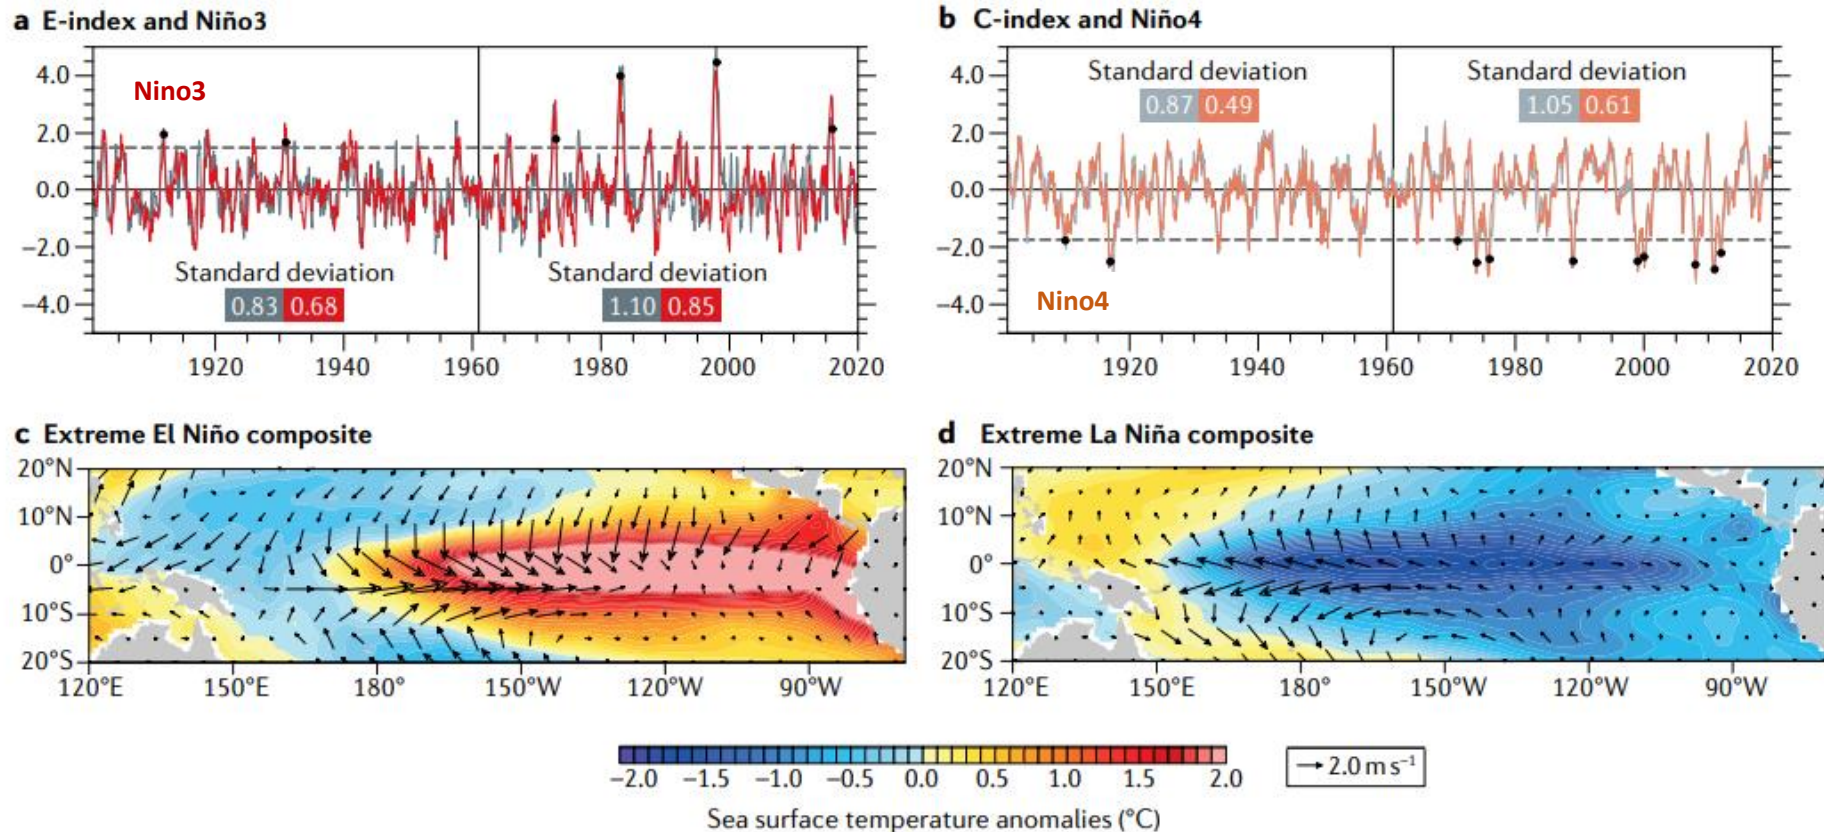 a E-index and Niño3
4.0
2.0
0.0
−2.0
−4.0
Nino3
Standard deviation
0.83 0.68
Standard deviation
1.10 0.85
1920 1940 1960 1980 2000 2020
b C-index and Niño4
4.0
2.0
0.0
−2.0
−4.0
Standard deviation
0.87 0.49
Standard deviation
1.05 0.61
Nino4
1920 1940 1960 1980 2000 2020
c Extreme El Niño composite
20°N
10°N
0°
10°S
20°S
120°E 150°E 180° 150°W 120°W 90°W
d Extreme La Niña composite
20°N
10°N
0°
10°S
20°S
120°E 150°E 180° 150°W 120°W 90°W
−2.0 −1.5 −1.0 −0.5 0.0 0.5 1.0 1.5 2.0
Sea surface temperature anomalies (°C)
2.0 m s⁻¹